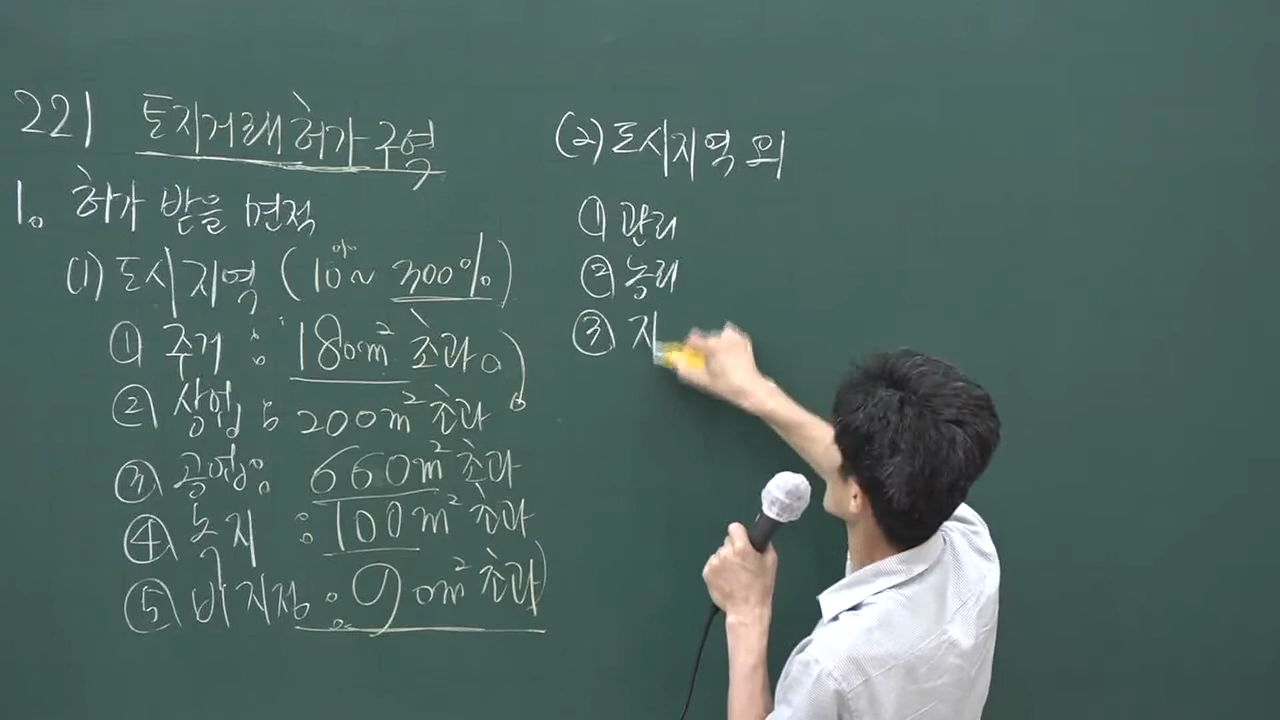 221 토지거래허가구역
1. 허가 받을 면적
(1) 도시지역 (10% ~ 300%)
① 주거 : 180m² 초과
② 상업 : 200m² 초과
③ 공업 : 660m² 초과
④ 녹지 : 100m² 초과
⑤ 미지정 : 90m² 초과
(2) 도시지역 외
① 관리
② 농림
③ 자